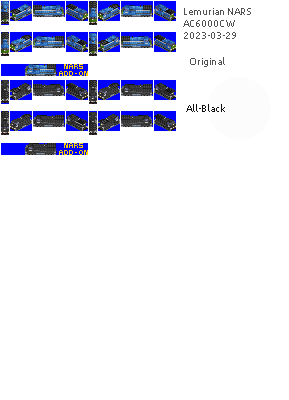 Lemurian NARS
AC6000CW
2023-03-29
Original
NARS
ADD-ON
All-Black
NARS
ADD-ON